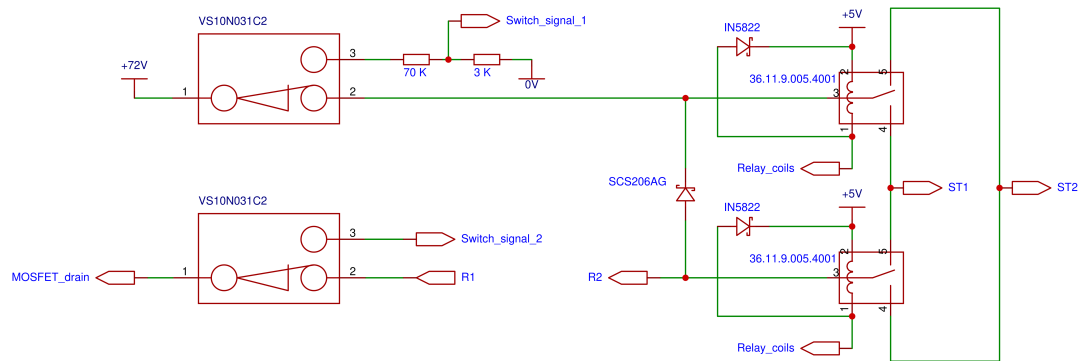 VS10N031C2
+72V
1
3
2
70 K
3 K
Switch_signal_1
0V
IN5822
+5V
36.11.9.005.4001
2
5
3
1
4
Relay_coils
SCS206AG
ST1
ST2
VS10N031C2
MOSFET_drain
1
3
2
Switch_signal_2
R1
R2
IN5822
+5V
36.11.9.005.4001
2
5
3
1
4
Relay_coils